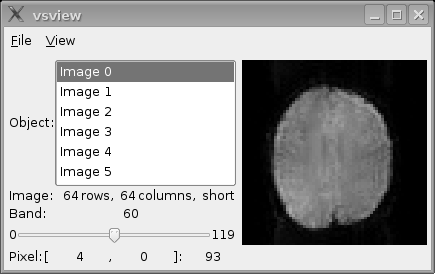 vsview
File View
Object:
Image 0
Image 1
Image 2
Image 3
Image 4
Image 5
Image: 64 rows, 64 columns, short
Band: 60
0 119
Pixel:[ 4 , 0 ]: 93